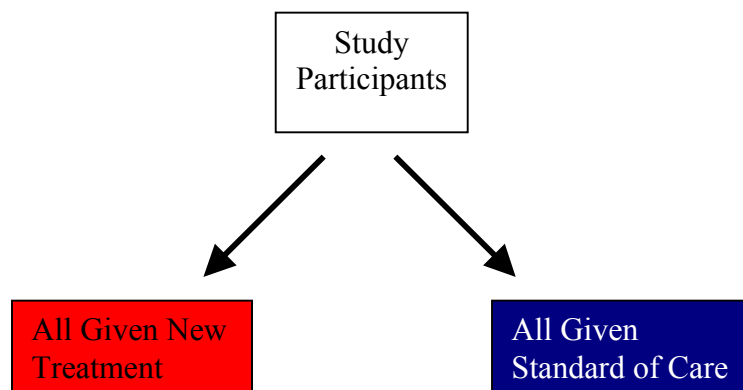 Study
Participants
All Given New
Treatment
All Given
Standard of Care